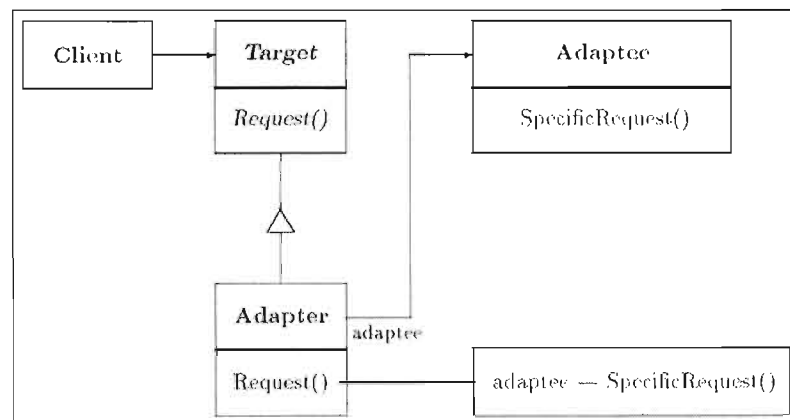 Client
Target
Adaptee
Request()
SpecificRequest()
Adapter
adaptee
Request()
adaptee — SpecificRequest()